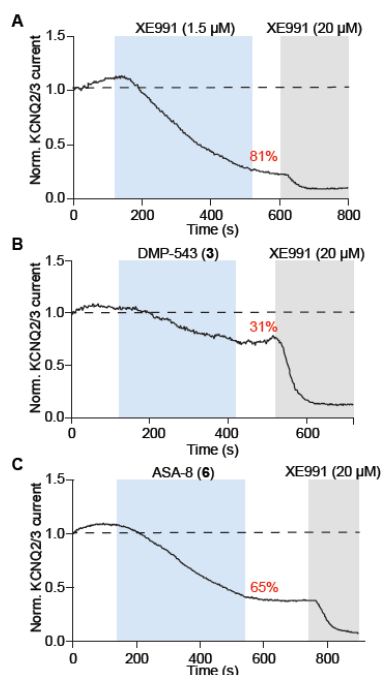 A
XE991 (1.5 µM) XE991 (20 µM)
Norm. KCNQ2/3 current
1.5
1.0
0.5
0.0
81%
0 200 400 600 800
Time (s)
B
DMP-543 (3) XE991 (20 µM)
Norm. KCNQ2/3 current
1.5
1.0
0.5
0.0
31%
0 200 400 600
Time (s)
C
ASA-8 (6) XE991 (20 µM)
Norm. KCNQ2/3 current
1.5
1.0
0.5
0.0
65%
0 200 400 600 800
Time (s)